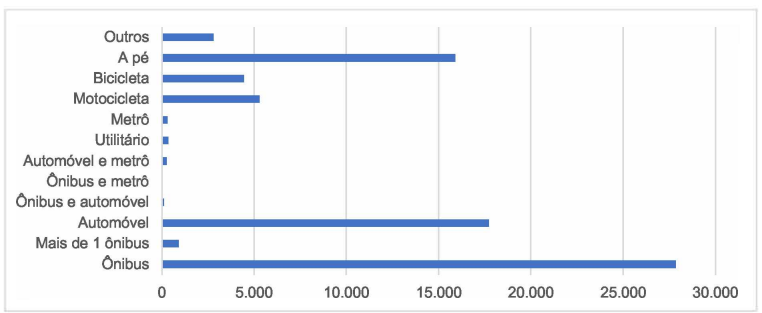 Outros
A pé
Bicicleta
Motocicleta
Metrô
Utilitário
Automóvel e metrô
Ônibus e metrô
Ônibus e automóvel
Automóvel
Mais de 1 ônibus
Ônibus
0 5.000 10.000 15.000 20.000 25.000 30.000